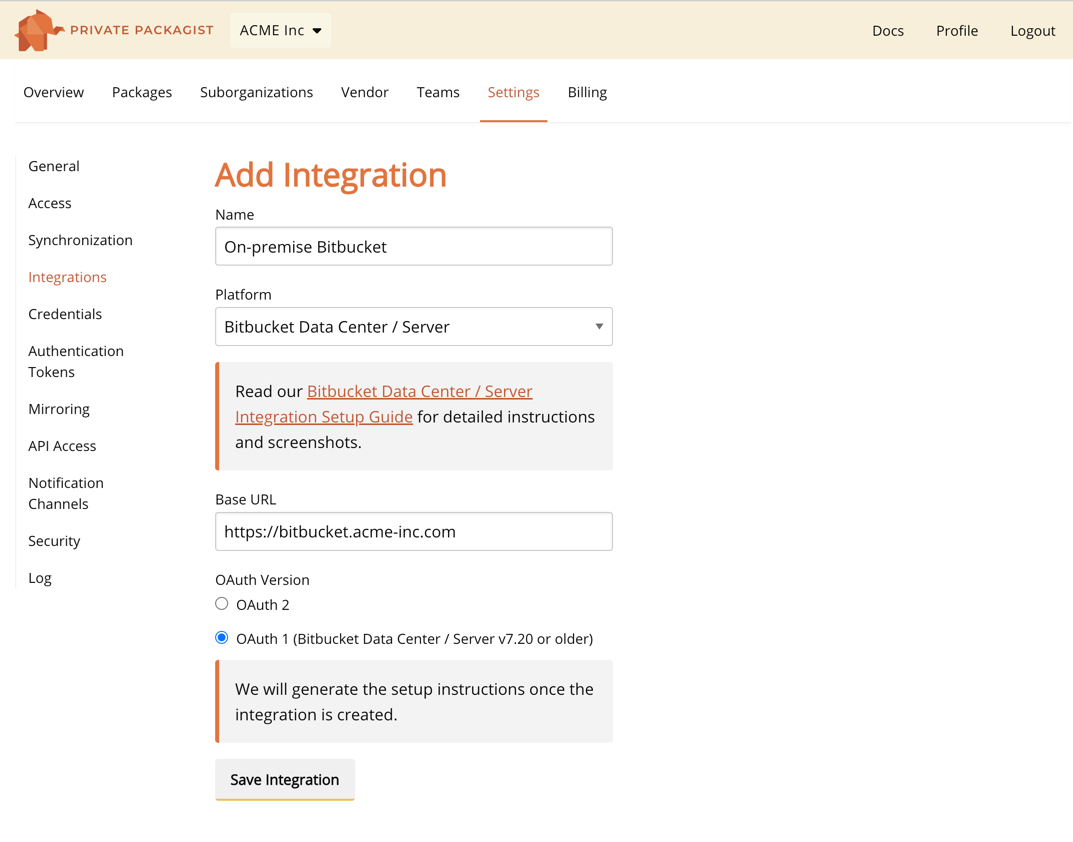 PRIVATE PACKAGIST
ACME Inc
Docs
Profile
Logout
Overview
Packages
Suborganizations
Vendor
Teams
Settings
Billing
General
Access
Synchronization
Integrations
Credentials
Authentication
Tokens
Mirroring
API Access
Notification
Channels
Security
Log
Add Integration
Name
On-premise Bitbucket
Platform
Bitbucket Data Center / Server
Read our Bitbucket Data Center / Server
Integration Setup Guide for detailed instructions
and screenshots.
Base URL
https://bitbucket.acme-inc.com
OAuth Version
OAuth 2
OAuth 1 (Bitbucket Data Center / Server v7.20 or older)
We will generate the setup instructions once the
integration is created.
Save Integration